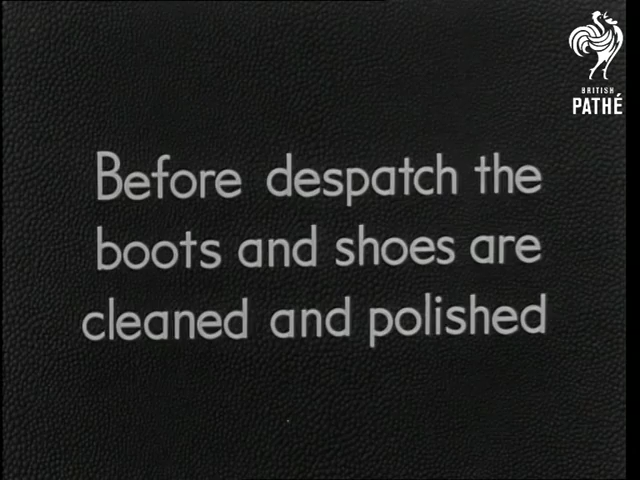 BRITISH
PATHÉ
Before despatch the
boots and shoes are
cleaned and polished